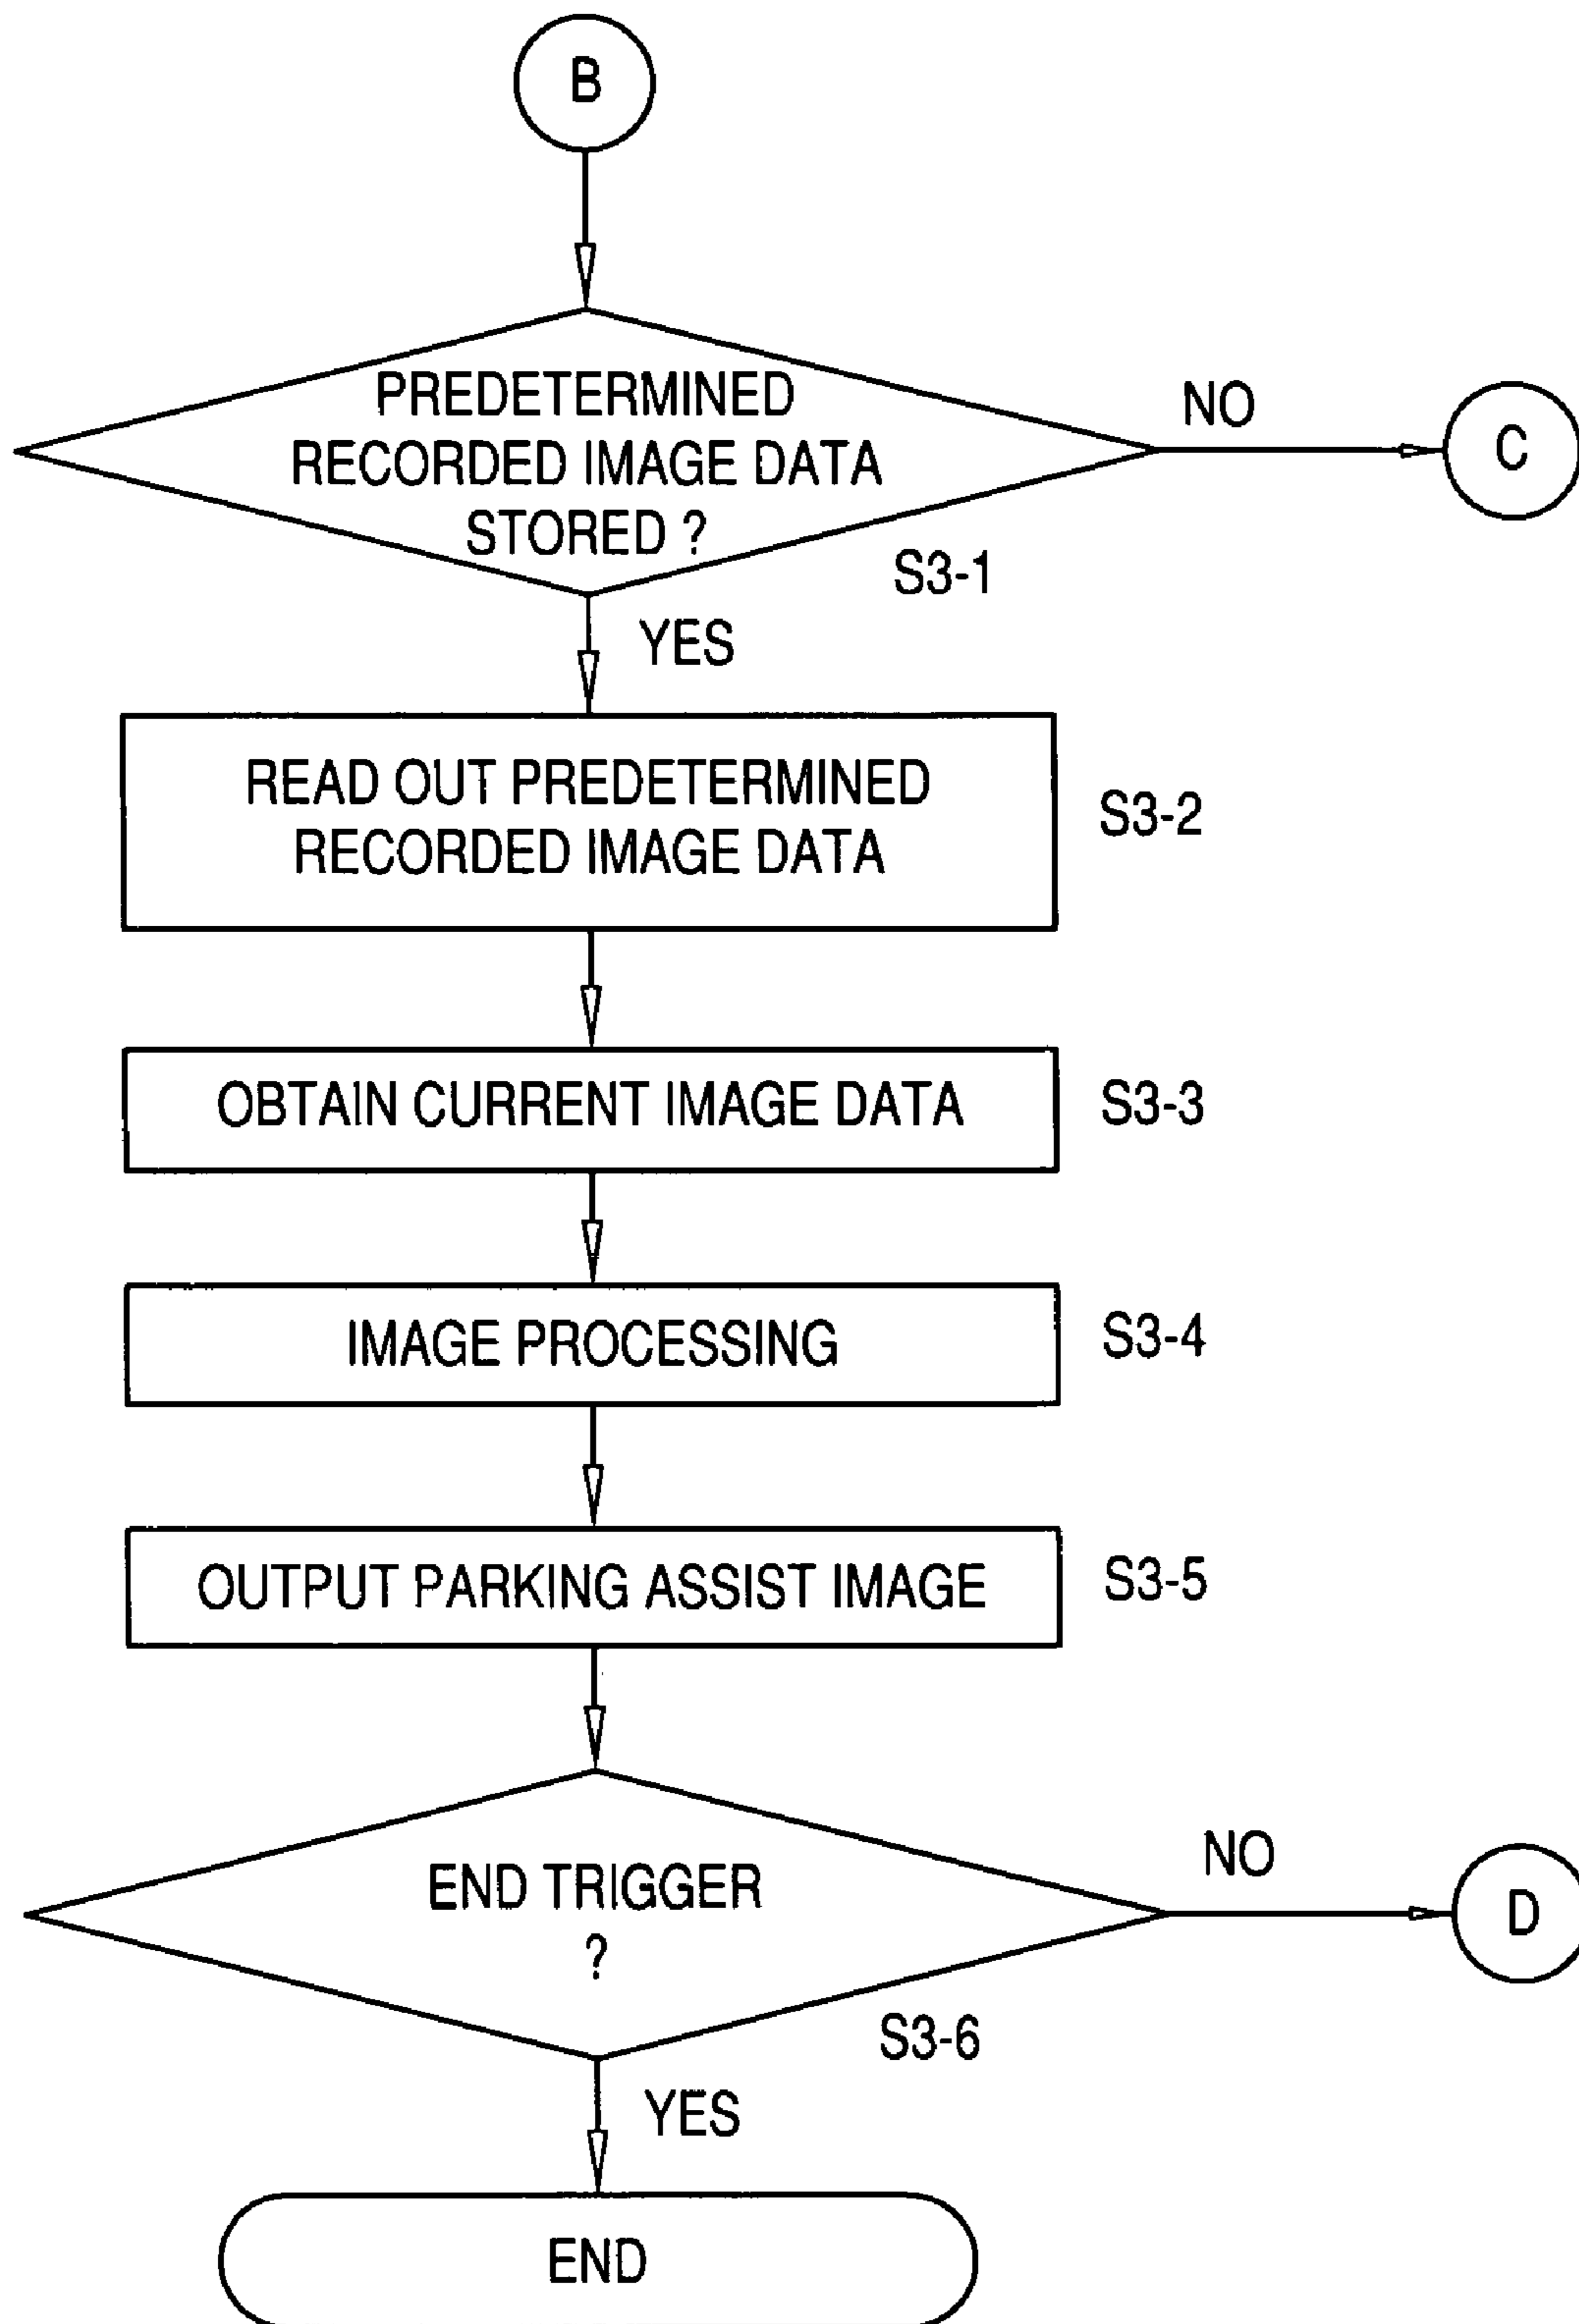 B
PREDETERMINED
RECORDED IMAGE DATA
STORED ?
NO
C
S3-1
YES
READ OUT PREDETERMINED
RECORDED IMAGE DATA
S3-2
OBTAIN CURRENT IMAGE DATA
S3-3
IMAGE PROCESSING
S3-4
OUTPUT PARKING ASSIST IMAGE
S3-5
END TRIGGER
?
NO
D
S3-6
YES
END